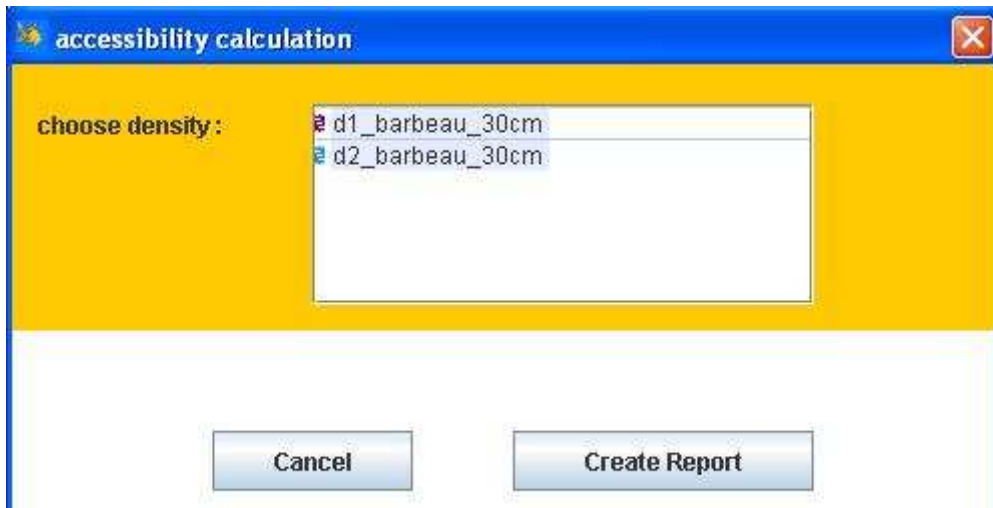 accessibility calculation
choose density :
d1_barbeau_30cm
d2_barbeau_30cm
Cancel
Create Report